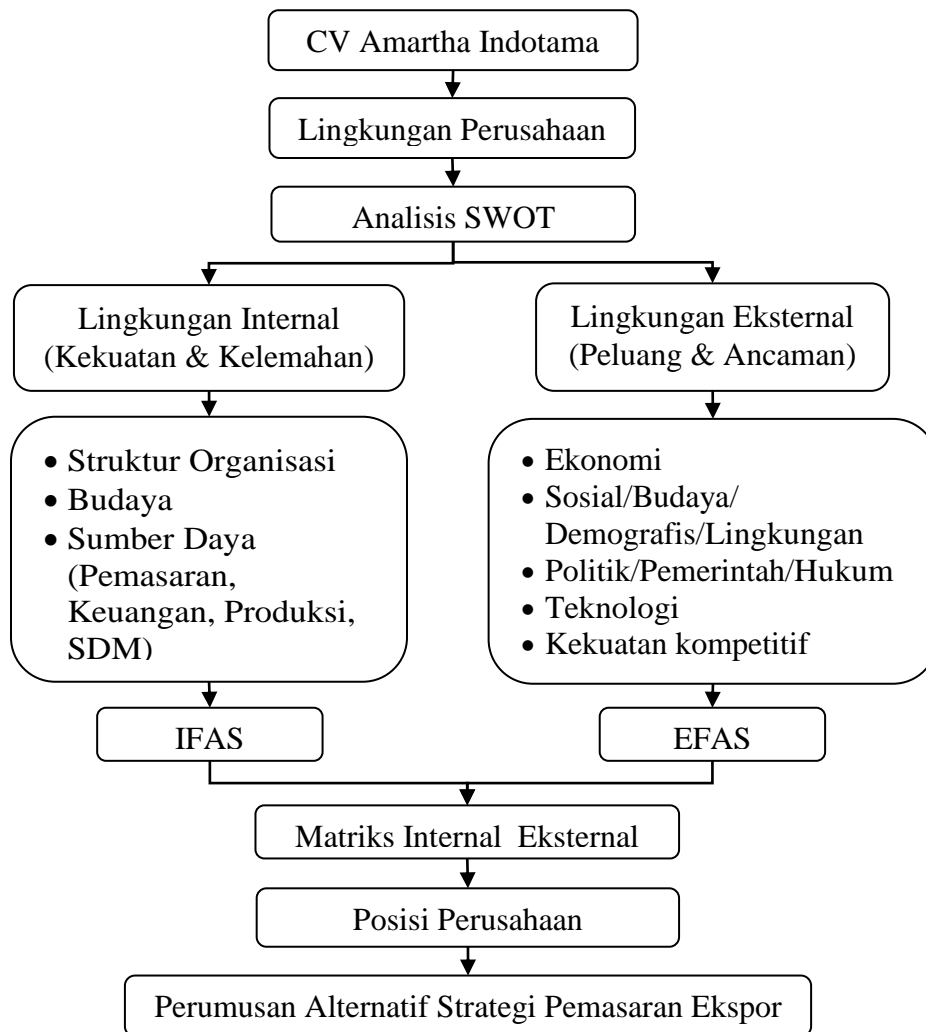 CV Amartha Indotama
Lingkungan Perusahaan
Analisis SWOT
Lingkungan Internal
(Kekuatan & Kelemahan)
Lingkungan Eksternal
(Peluang & Ancaman)
• Struktur Organisasi
• Budaya
• Sumber Daya
(Pemasaran,
Keuangan, Produksi,
SDM)
• Ekonomi
• Sosial/Budaya/
Demografis/Lingkungan
• Politik/Pemerintah/Hukum
• Teknologi
• Kekuatan kompetitif
IFAS
EFAS
Matriks Internal Eksternal
Posisi Perusahaan
Perumusan Alternatif Strategi Pemasaran Ekspor